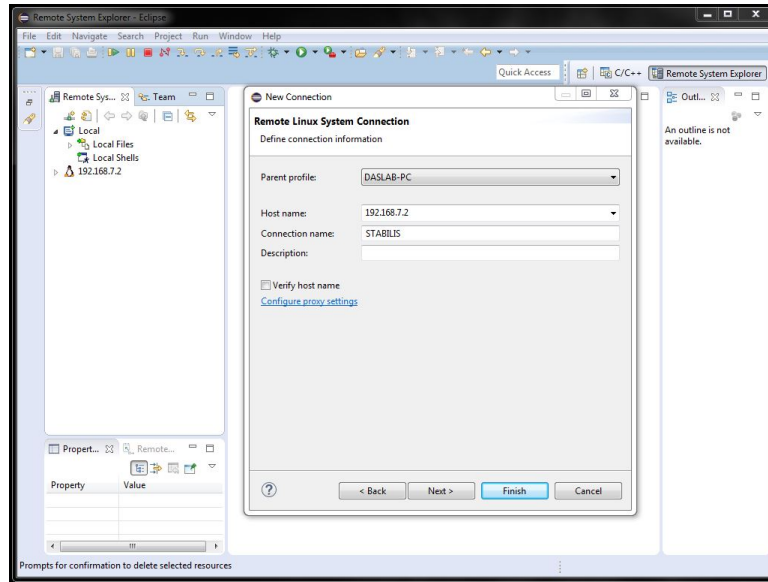 Remote System Explorer - Eclipse
File Edit Navigate Search Project Run Window Help
Quick Access C/C++ Remote System Explorer
Remote Sys... Team
Local
Local Files
Local Shells
192.168.7.2
New Connection
Remote Linux System Connection
Define connection information
Parent profile: DASLAB-PC
Host name: 192.168.7.2
Connection name: STABILIS
Description:
Verify host name
Configure proxy settings
< Back Next > Finish Cancel
Outl...
An outline is not
available.
Propert... Remote...
Property Value
Prompts for confirmation to delete selected resources